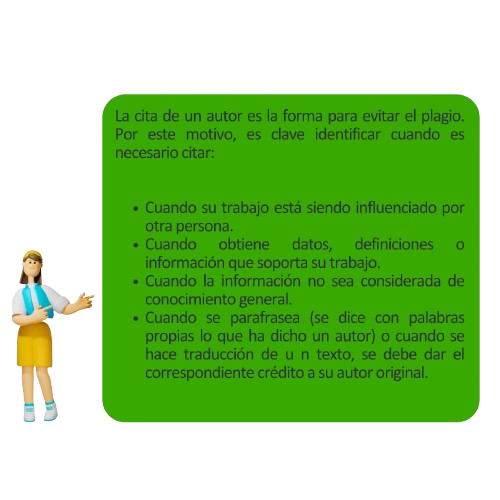 La cita de un autor es la forma para evitar el plagio.
Por este motivo, es clave identificar cuando es
necesario citar:
• Cuando su trabajo está siendo influenciado por
otra persona.
• Cuando obtiene datos, definiciones o
información que soporta su trabajo.
• Cuando la información no sea considerada de
conocimiento general.
• Cuando se parafrasea (se dice con palabras
propias lo que ha dicho un autor) o cuando se
hace traducción de u n texto, se debe dar el
correspondiente crédito a su autor original.